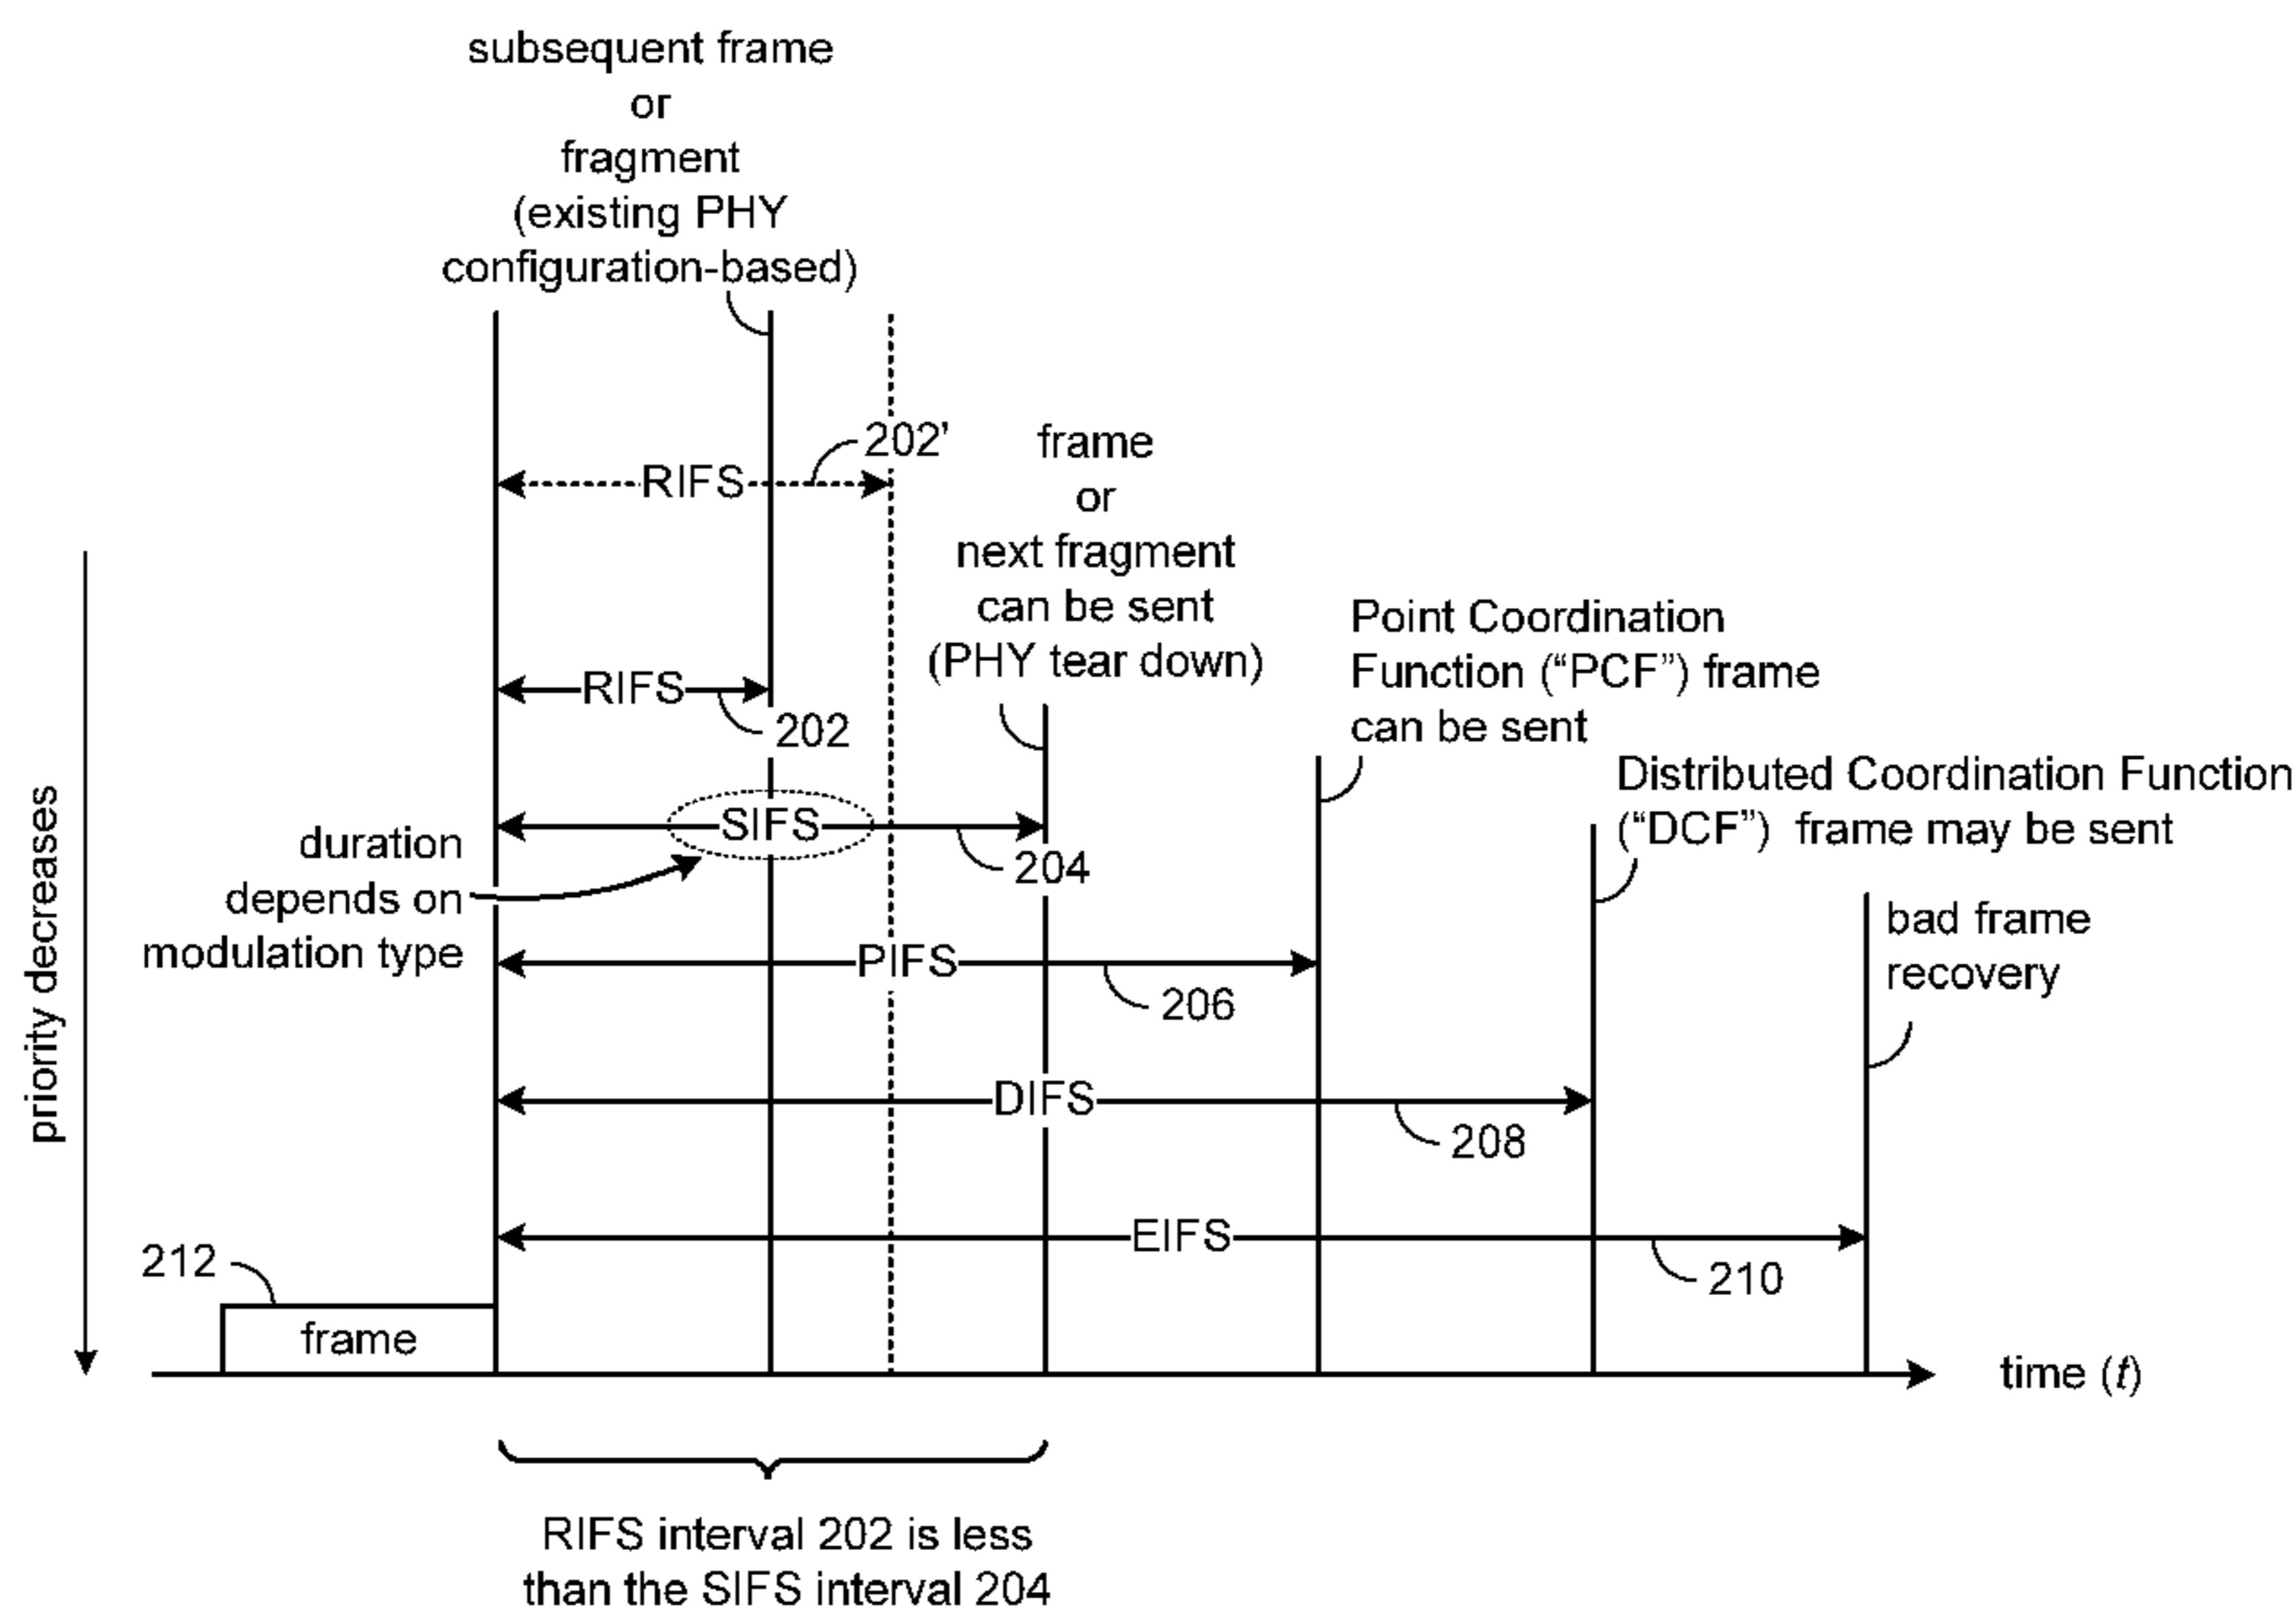 subsequent frame
or
fragment
(existing PHY
configuration-based)
202’
RIFS
frame
or
next fragment
can be sent
(PHY tear down)
Point Coordination
Function (“PCF”) frame
can be sent
RIFS
202
Distributed Coordination Function
(“DCF”) frame may be sent
SIFS
204
duration
depends on
modulation type
priority decreases
bad frame
recovery
PIFS
206
DIFS
208
EIFS
210
212
frame
time (t)
RIFS interval 202 is less
than the SIFS interval 204